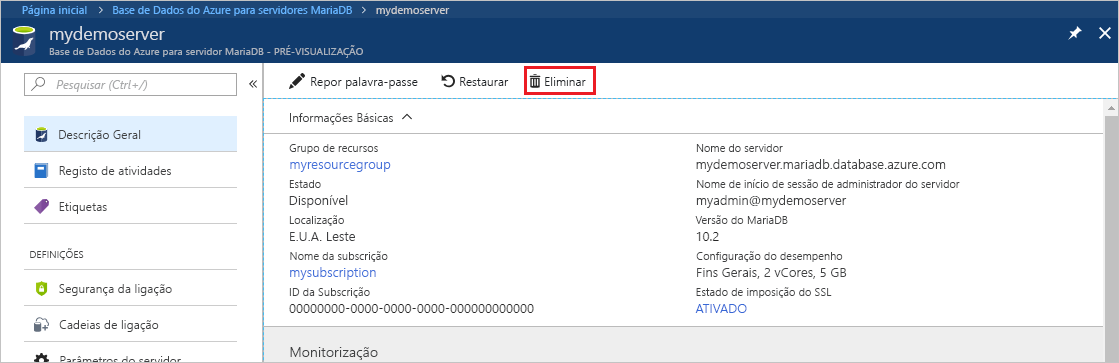 Página inicial > Base de Dados do Azure para servidores MariaDB > mydemoserver
mydemoserver
Base de Dados do Azure para servidor MariaDB - PRÉ-VISUALIZAÇÃO
Pesquisar (Ctrl+/)
Descrição Geral
Registo de atividades
Etiquetas
DEFINIÇÕES
Segurança da ligação
Cadeias de ligação
Parâmetros do servidor
Repor palavra-passe Restaurar Eliminar
Informações Básicas
Grupo de recursos
myresourcegroup
Estado
Disponível
Localização
E.U.A. Leste
Nome da subscrição
mysubscription
ID da Subscrição
00000000-0000-0000-0000-000000000000
Nome do servidor
mydemoserver.mariadb.database.azure.com
Nome de início de sessão de administrador do servidor
myadmin@mydemoserver
Versão do MariaDB
10.2
Configuração do desempenho
Fins Gerais, 2 vCores, 5 GB
Estado de imposição do SSL
ATIVADO
Monitorização